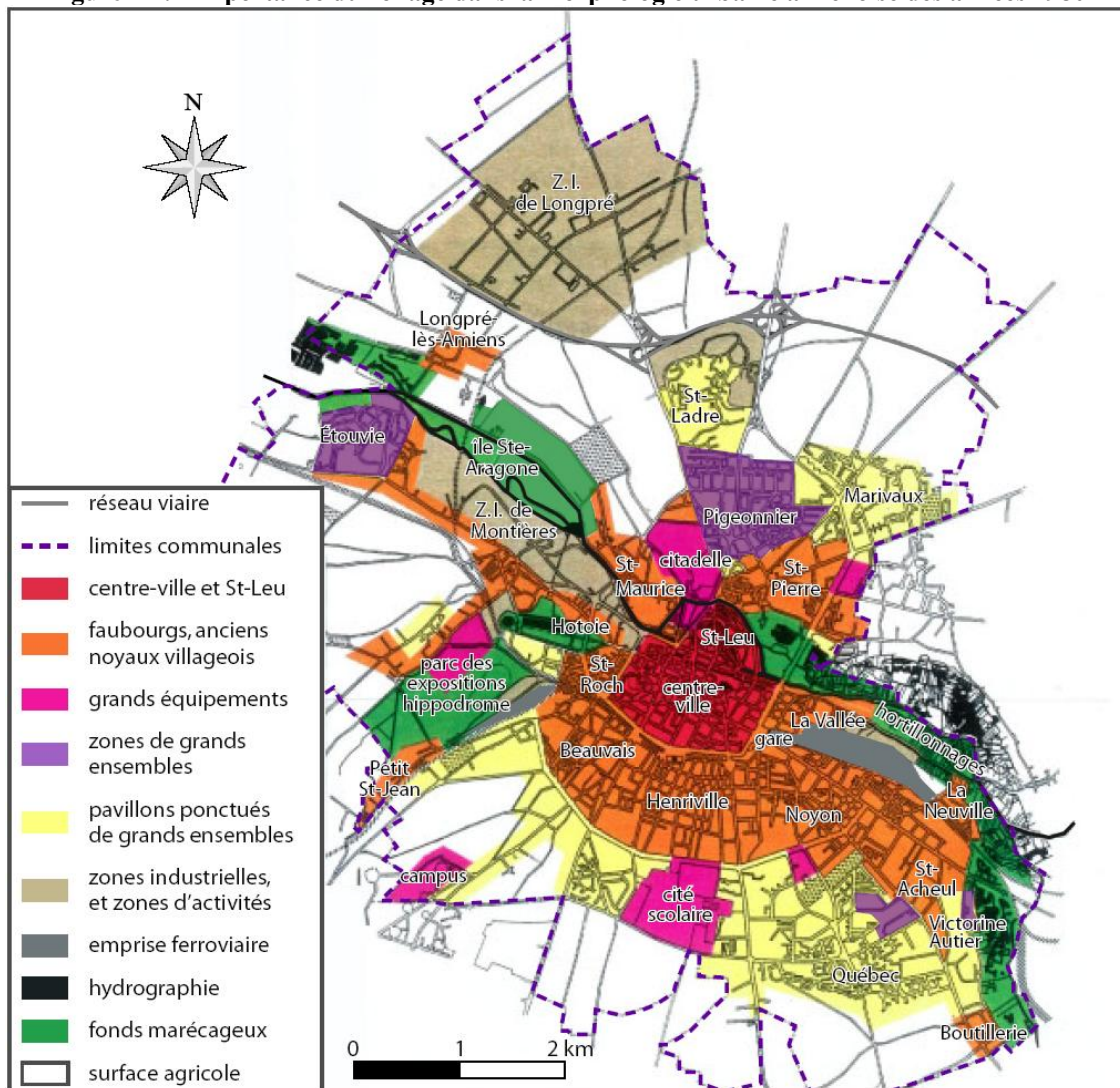 N
Z. I.
de Longpré
Longpré-
lès-Amiens
St-
Ladre
Étouvie
île Ste-
Aragone
Z. I. de
Montières
Pigeonnier
Marivaux
citadelle
St-
Maurice
St-
Pierre
Hotoie
St-Leu
St-
Roch
parc des
expositions
hippodrome
centre-
ville
La Vallée
gare
hortillonnages
Beauvais
Petit
St-Jean
Henriville
Noyon
La
Neuville
St-
Acheul
campus
cité
scolaire
Victorine
Autier
Québec
Boutillerie
réseau viaire
limites communales
centre-ville et St-Leu
faubourgs, anciens
noyaux villageois
grands équipements
zones de grands
ensembles
pavillons ponctués
de grands ensembles
zones industrielles,
et zones d'activités
emprise ferroviaire
hydrographie
fonds marécageux
surface agricole
0 1 2 km